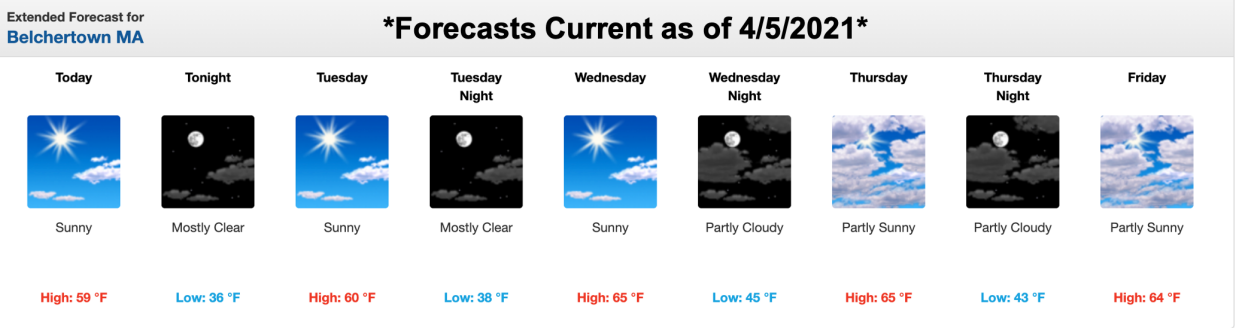 Extended Forecast for
Belchertown MA
*Forecasts Current as of 4/5/2021*
Today
Tonight
Tuesday
Tuesday
Night
Wednesday
Wednesday
Night
Thursday
Thursday
Night
Friday
Sunny
Mostly Clear
Sunny
Mostly Clear
Sunny
Partly Cloudy
Partly Sunny
Partly Cloudy
Partly Sunny
High: 59 °F
Low: 36 °F
High: 60 °F
Low: 38 °F
High: 65 °F
Low: 45 °F
High: 65 °F
Low: 43 °F
High: 64 °F